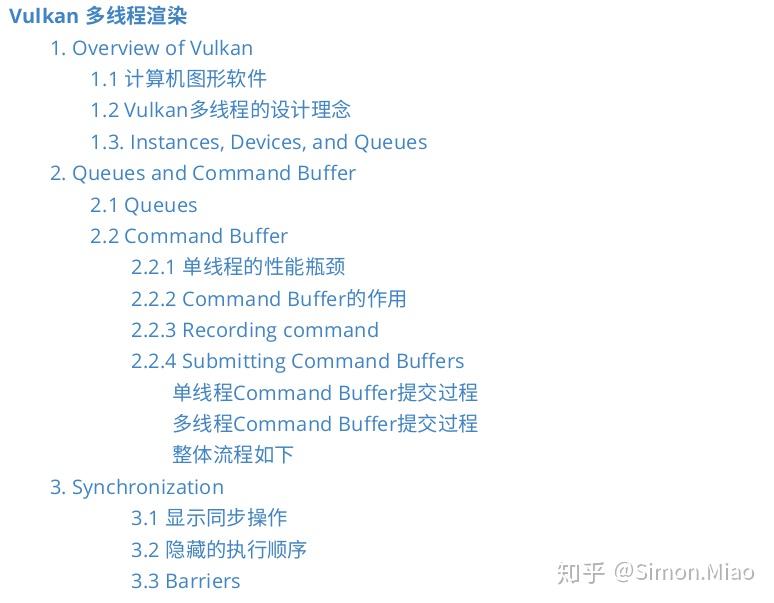 Vulkan 多线程渲染
1. Overview of Vulkan
1.1 计算机图形软件
1.2 Vulkan多线程的设计理念
1.3. Instances, Devices, and Queues
2. Queues and Command Buffer
2.1 Queues
2.2 Command Buffer
2.2.1 单线程的性能瓶颈
2.2.2 Command Buffer的作用
2.2.3 Recording command
2.2.4 Submitting Command Buffers
单线程Command Buffer提交过程
多线程Command Buffer提交过程
整体流程如下
3. Synchronization
3.1 显示同步操作
3.2 隐藏的执行顺序
3.3 Barriers
知乎 @Simon.Miao